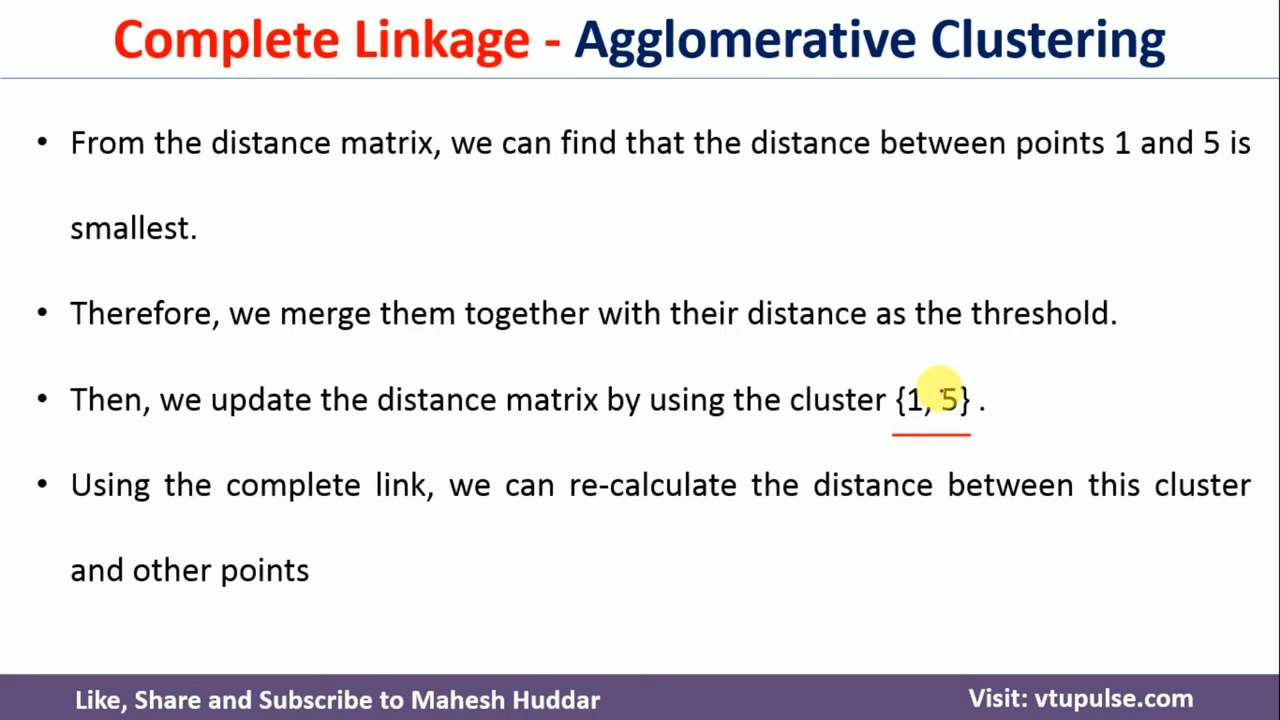 Complete Linkage - Agglomerative Clustering
• From the distance matrix, we can find that the distance between points 1 and 5 is
smallest.
• Therefore, we merge them together with their distance as the threshold.
• Then, we update the distance matrix by using the cluster {1, 5} .
• Using the complete link, we can re-calculate the distance between this cluster
and other points
Like, Share and Subscribe to Mahesh Huddar
Visit: vtupulse.com